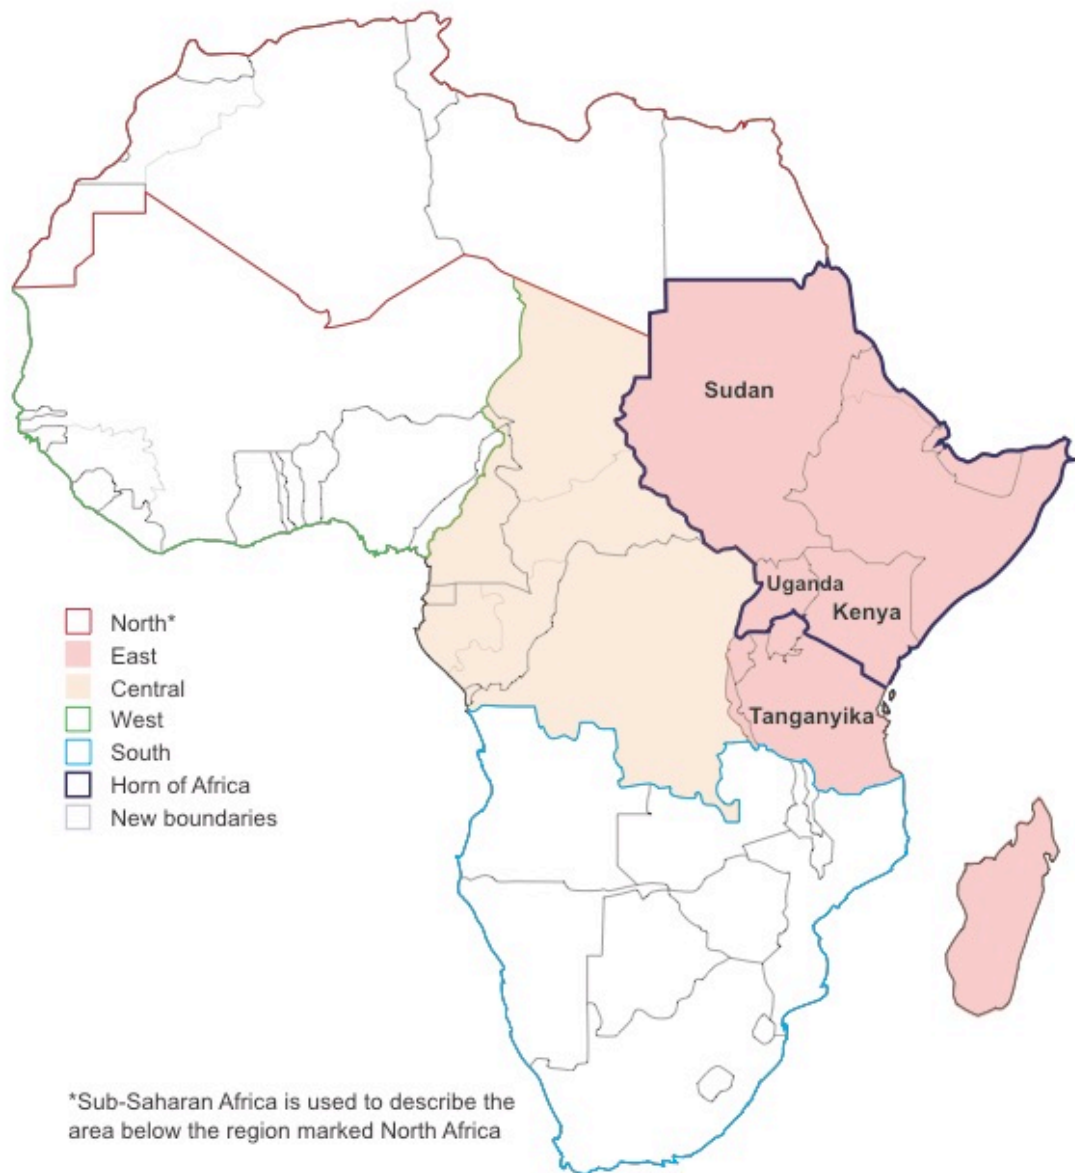 Sudan
Uganda
Kenya
Tanganyika
North*
East
Central
West
South
Horn of Africa
New boundaries
*Sub-Saharan Africa is used to describe the
area below the region marked North Africa